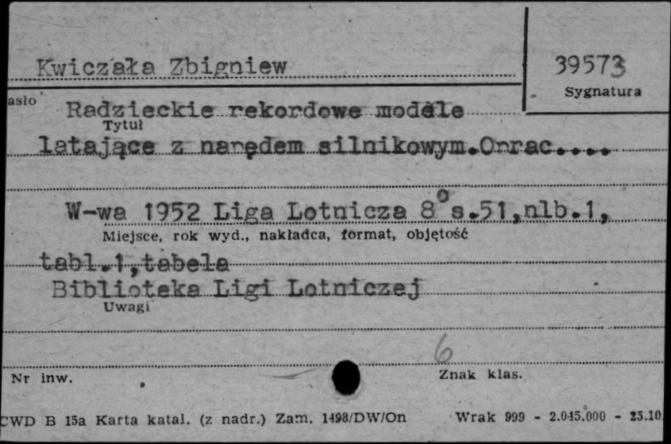 Kwiczała Zbigniew
39573
Sygnatura
asło
Radzieckie rekordowe modele
Tytuł
latające z napędem silnikowym.Oprac....
W-wa 1952 Liga Lotnicza 8° s.51,nlb.1,
Miejsce, rok wyd., nakładca, format, objętość
tabl.1,tabela
Biblioteka Ligi Lotniczej
Uwagi
6
Nr inw.
Znak klas.
CWD B 15a Karta katal. (z nadr.) Zam. 1498/DW/On Wrak 999 - 2.045.000 - 25.10